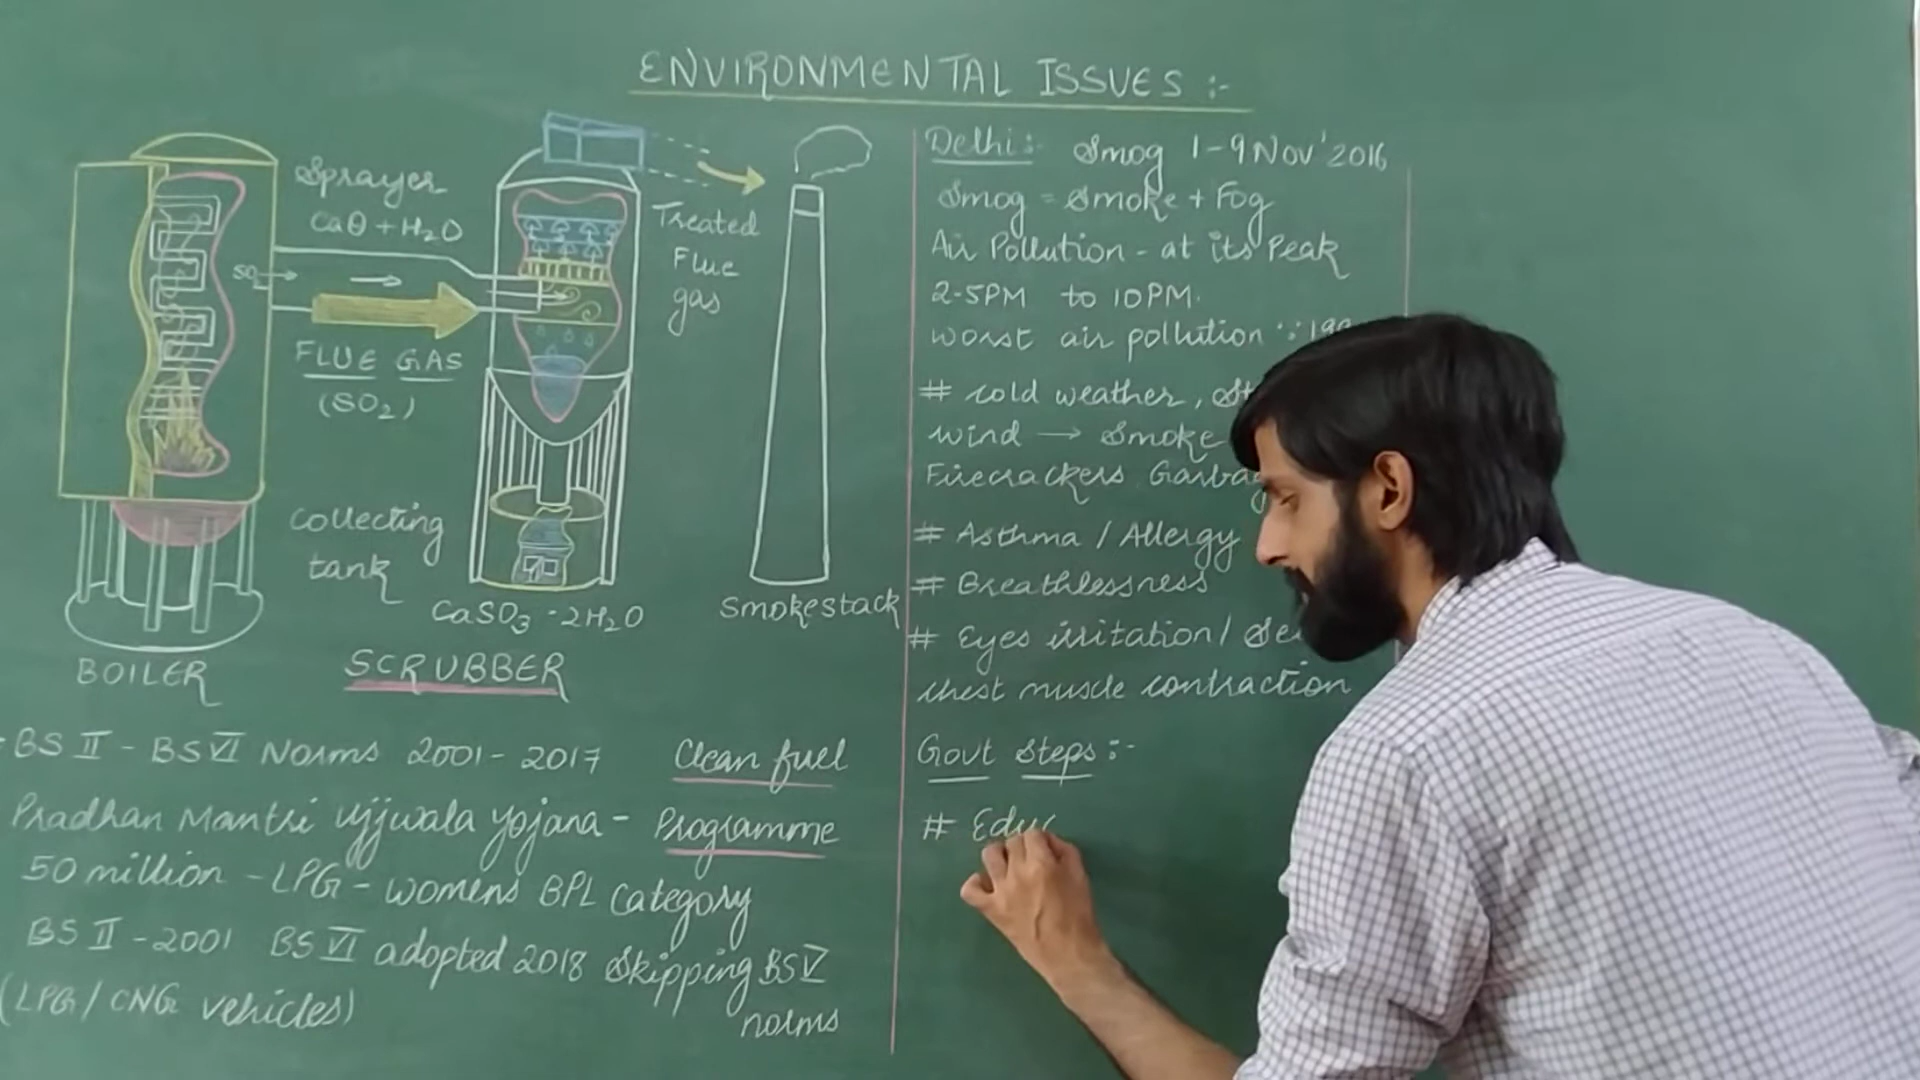 ENVIRONMENTAL ISSUES :-
Sprayer
CaO + H2O
SO2
FLUE GAS
(SO2)
Collecting
tank
BOILER
SCRUBBER
CaSO3 · 2H2O
Treated
Flue
gas
Smokestack
BS II - BS VI Norms 2001 - 2017
Clean fuel
Pradhan Mantri Ujjwala Yojana - Programme
50 million - LPG - womens BPL Category
BS II - 2001 BS VI adopted 2018 Skipping BS V
norms
(LPG / CNG vehicles)
Delhi :- Smog 1-9 Nov' 2016
Smog = Smoke + Fog
Air Pollution - at its Peak
2-5PM to 10PM.
worst air pollution ∵
# cold weather,
wind → Smoke
Firecrackers
# Asthma / Allergy
# Breathlessness
# Eyes irritation /
chest muscle contraction
Govt Steps :-
# Educ